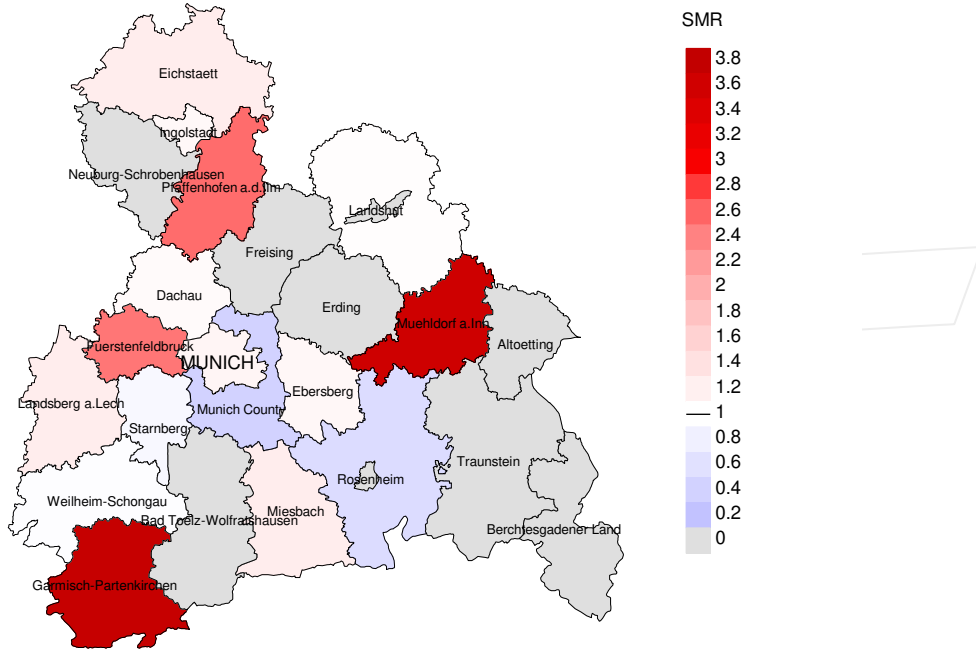 SMR
Eichstaett
Ingolstadt
Neuburg-Schrobenhausen
Pfaffenhofen a.d.Ilm
Landshut
Freising
Dachau
Erding
Muehldorf a.Inn
Altoetting
Fuerstenfeldbruck
MUNICH
Ebersberg
Landsberg a.Lech
Munich County
Starnberg
Traunstein
Rosenheim
Weilheim-Schongau
Miesbach
Bad Toelz-Wolfratshausen
Berchtesgadener Land
Garmisch-Partenkirchen
3.8
3.6
3.4
3.2
3
2.8
2.6
2.4
2.2
2
1.8
1.6
1.4
1.2
1
0.8
0.6
0.4
0.2
0